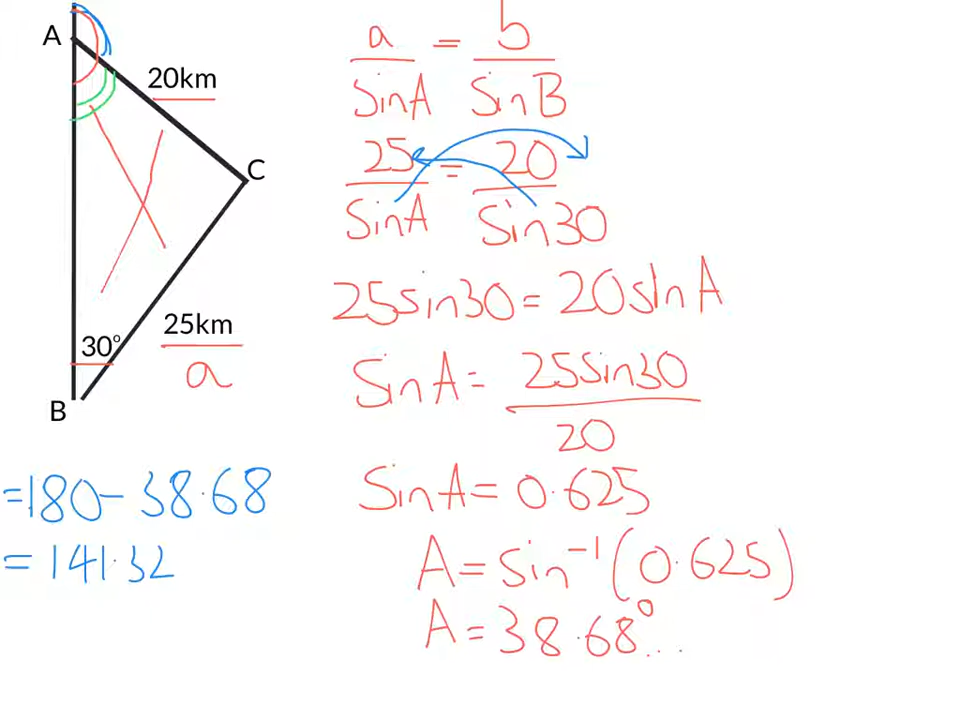 A
20km
C
30°
25km
a
B
=180-38.68
=141.32
a/SinA = b/SinB
25/SinA = 20/Sin30
25sin30=20sinA
SinA= 25sin30/20
SinA=0.625
A=sin⁻¹(0.625)
A=38.68°...